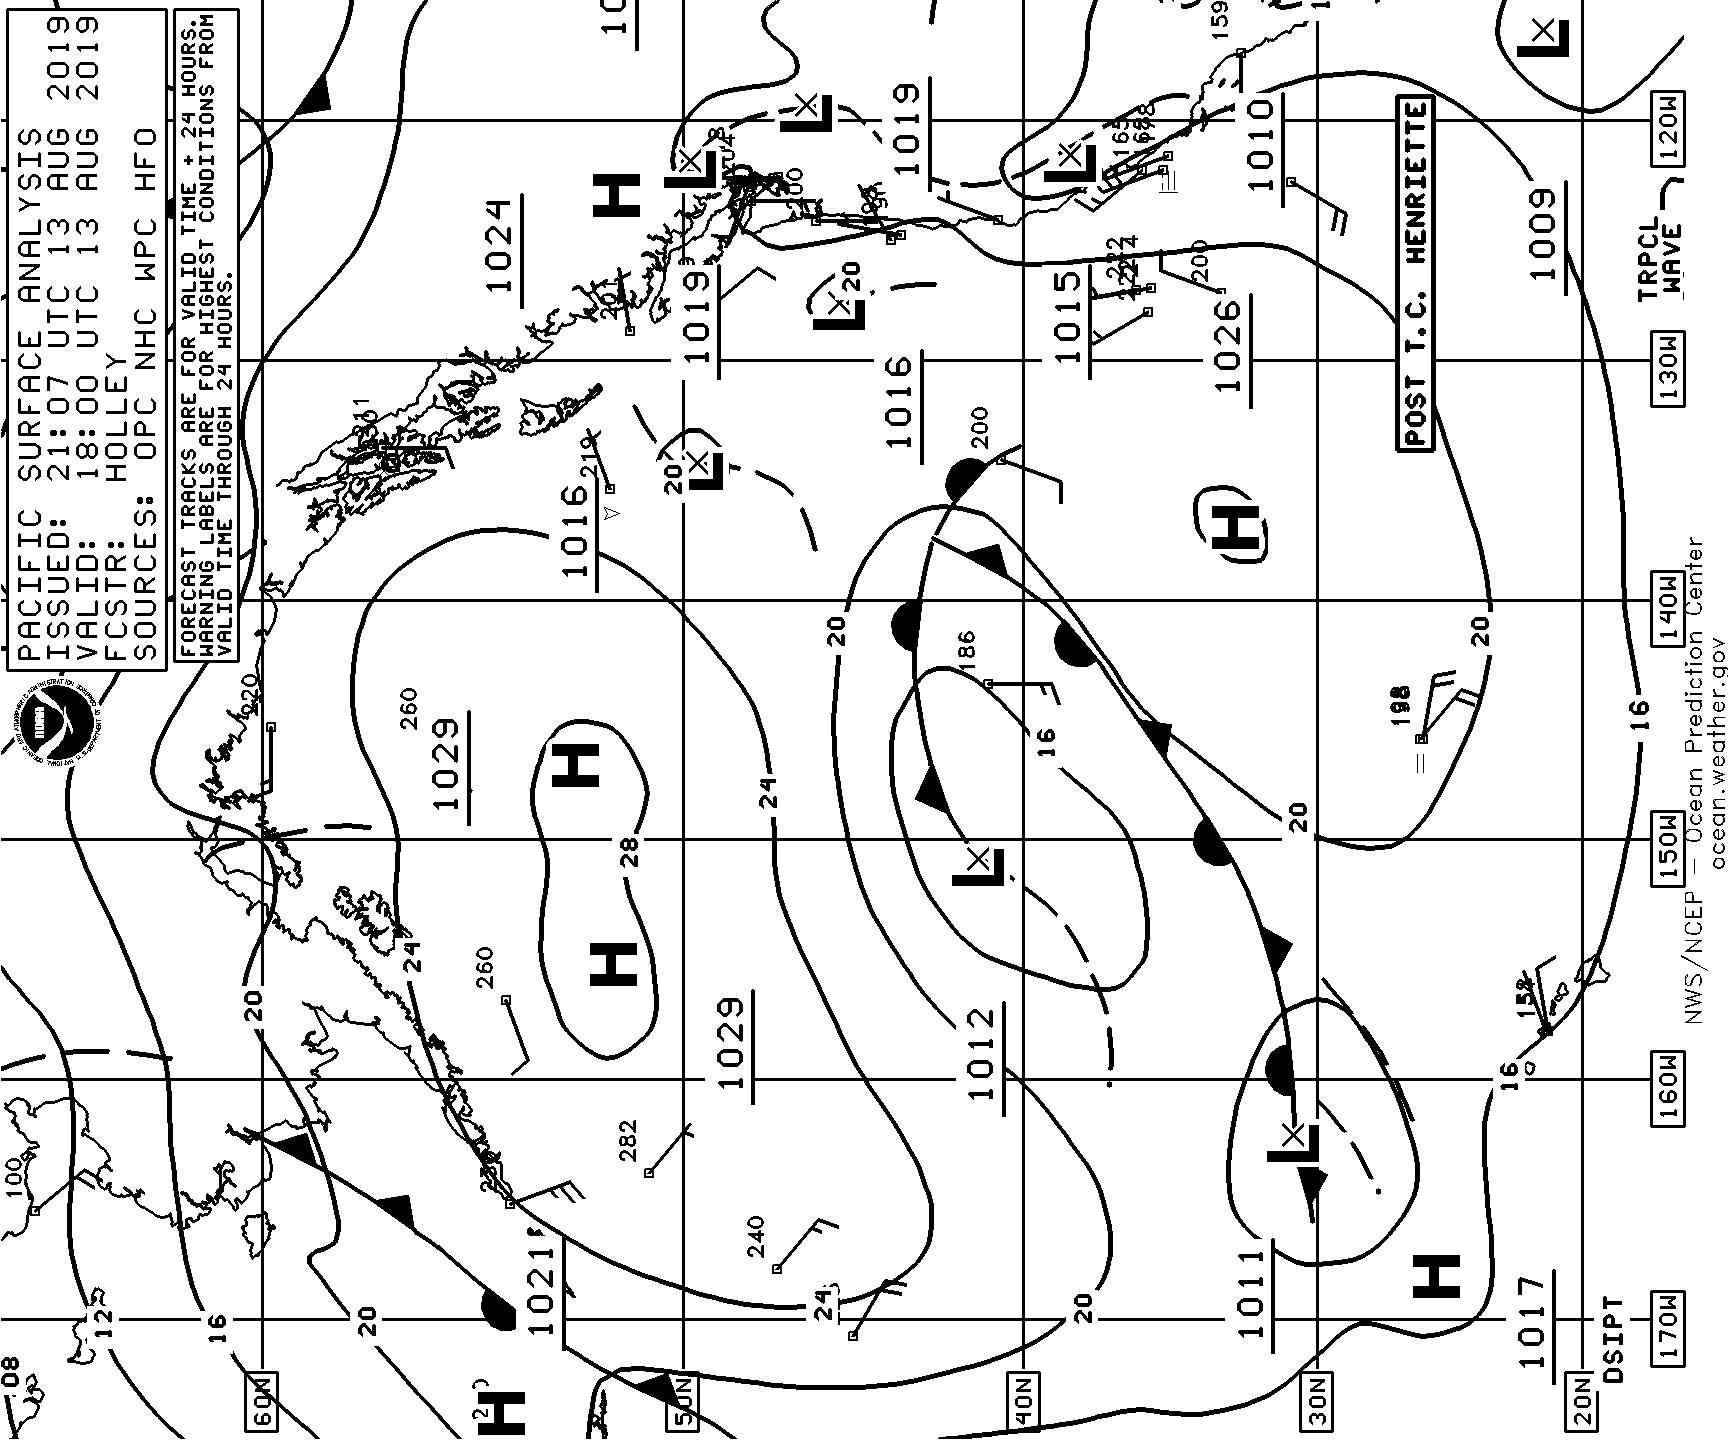 PACIFIC SURFACE ANALYSIS
ISSUED: 21:07 UTC 13 AUG 2019
VALID: 18:00 UTC 13 AUG 2019
FCSTR: HOLLEY
SOURCES: OPC NHC WPC HFO
FORECAST TRACKS ARE FOR VALID TIME + 24 HOURS.
WARNING LABELS ARE FOR HIGHEST CONDITIONS FROM
VALID TIME THROUGH 24 HOURS.
NOAA
1024
H
1019
L
L
1019
20
L
1010
L
L
1009
POST T.C. HENRIETTE
TRPCL
WAVE
1015
1026
200
1016
1016
219
20
L
200
H
20
20
186
16
198
16
260
1029
H
24
28
H
1029
260
24
20
L
1012
20
282
240
24
1021
12
16
20
100
08
H
20
L
1011
H
1017
DSIPT
16
158
60N
50N
40N
30N
20N
120W
130W
140W
150W
160W
170W
NWS/NCEP – Ocean Prediction Center
ocean.weather.gov